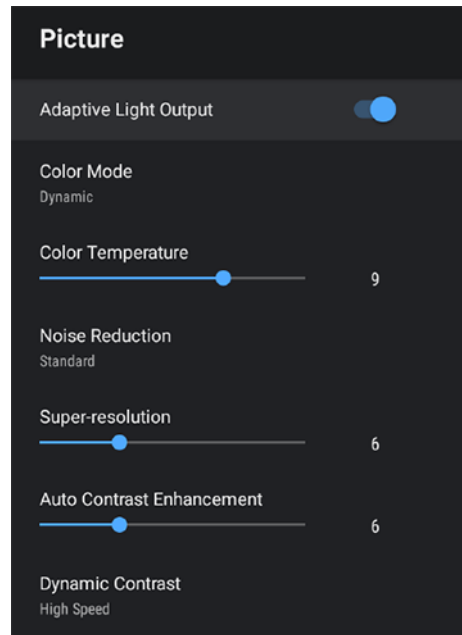 Picture
Adaptive Light Output
Color Mode
Dynamic
Color Temperature
9
Noise Reduction
Standard
Super-resolution
6
Auto Contrast Enhancement
6
Dynamic Contrast
High Speed